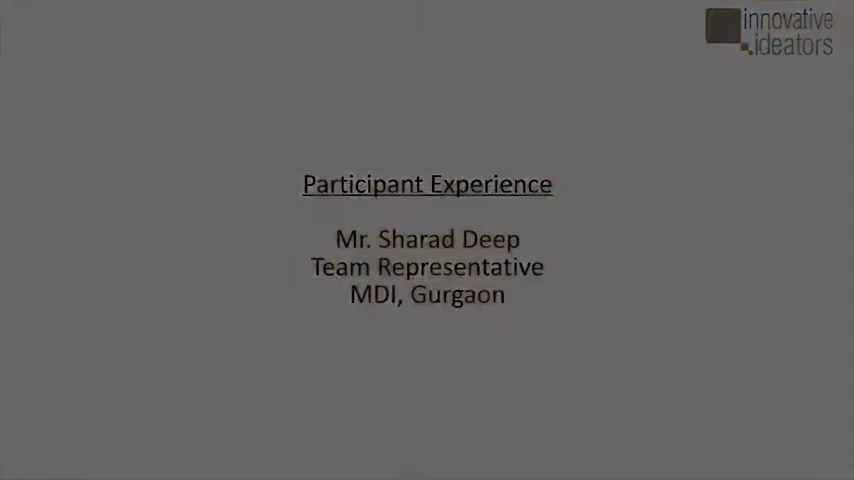 innovative
ideators
Participant Experience
Mr. Sharad Deep
Team Representative
MDI, Gurgaon